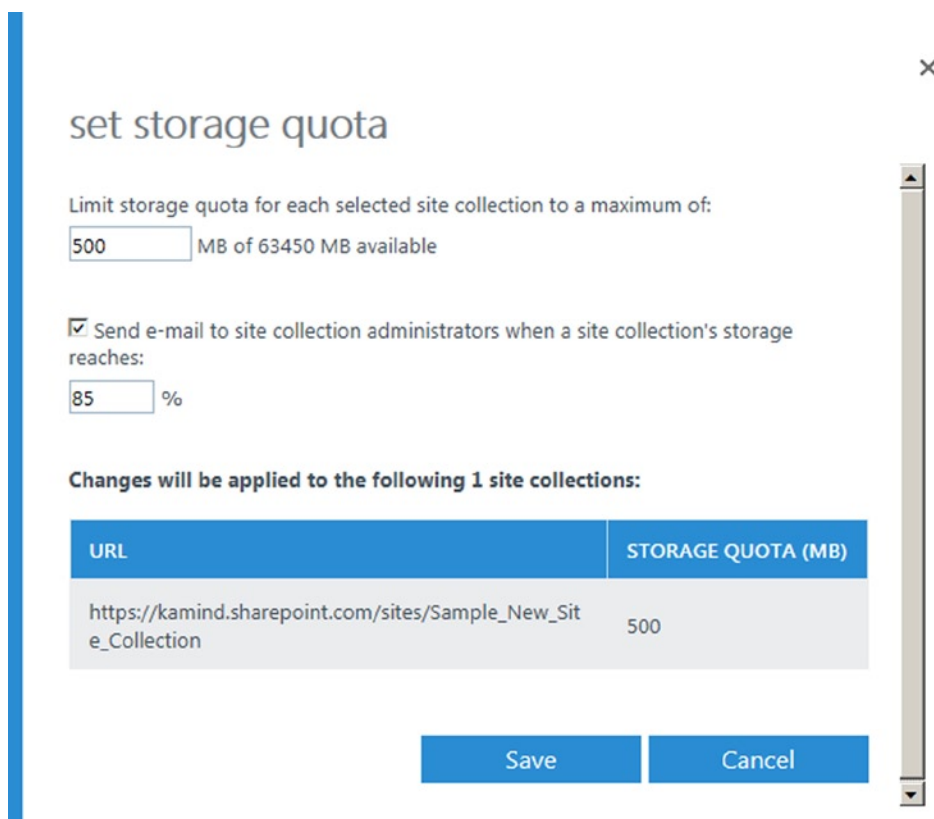 set storage quota
Limit storage quota for each selected site collection to a maximum of:
500 MB of 63450 MB available
Send e-mail to site collection administrators when a site collection's storage
reaches:
85 %
Changes will be applied to the following 1 site collections:
URL STORAGE QUOTA (MB)
https://kamind.sharepoint.com/sites/Sample_New_Sit
e_Collection
500
Save Cancel